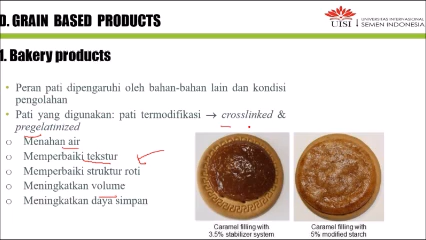 D. GRAIN BASED PRODUCTS
UISI
UNIVERSITAS INTERNASIONAL
SEMEN INDONESIA
1. Bakery products
• Peran pati dipengaruhi oleh bahan-bahan lain dan kondisi
pengolahan
• Pati yang digunakan: pati termodifikasi → crosslinked &
pregelatinized
o Menahan air
o Memperbaiki tekstur
o Memperbaiki struktur roti
o Meningkatkan volume
o Meningkatkan daya simpan
Caramel filling with
3.5% stabilizer system
Caramel filling with
5% modified starch